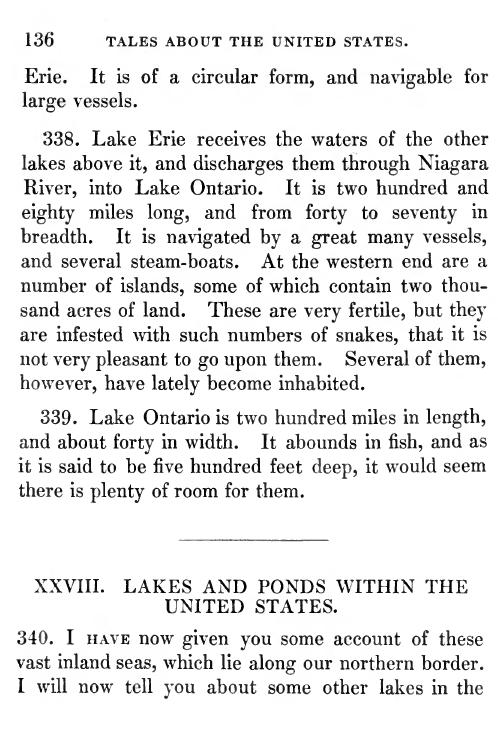 136 TALES ABOUT THE UNITED STATES.
Erie. It is of a circular form, and navigable for
large vessels.
338. Lake Erie receives the waters of the other
lakes above it, and discharges them through Niagara
River, into Lake Ontario. It is two hundred and
eighty miles long, and from forty to seventy in
breadth. It is navigated by a great many vessels,
and several steam-boats. At the western end are a
number of islands, some of which contain two thou-
sand acres of land. These are very fertile, but they
are infested with such numbers of snakes, that it is
not very pleasant to go upon them. Several of them,
however, have lately become inhabited.
339. Lake Ontario is two hundred miles in length,
and about forty in width. It abounds in fish, and as
it is said to be five hundred feet deep, it would seem
there is plenty of room for them.
XXVIII. LAKES AND PONDS WITHIN THE
UNITED STATES.
340. I HAVE now given you some account of these
vast inland seas, which lie along our northern border.
I will now tell you about some other lakes in the